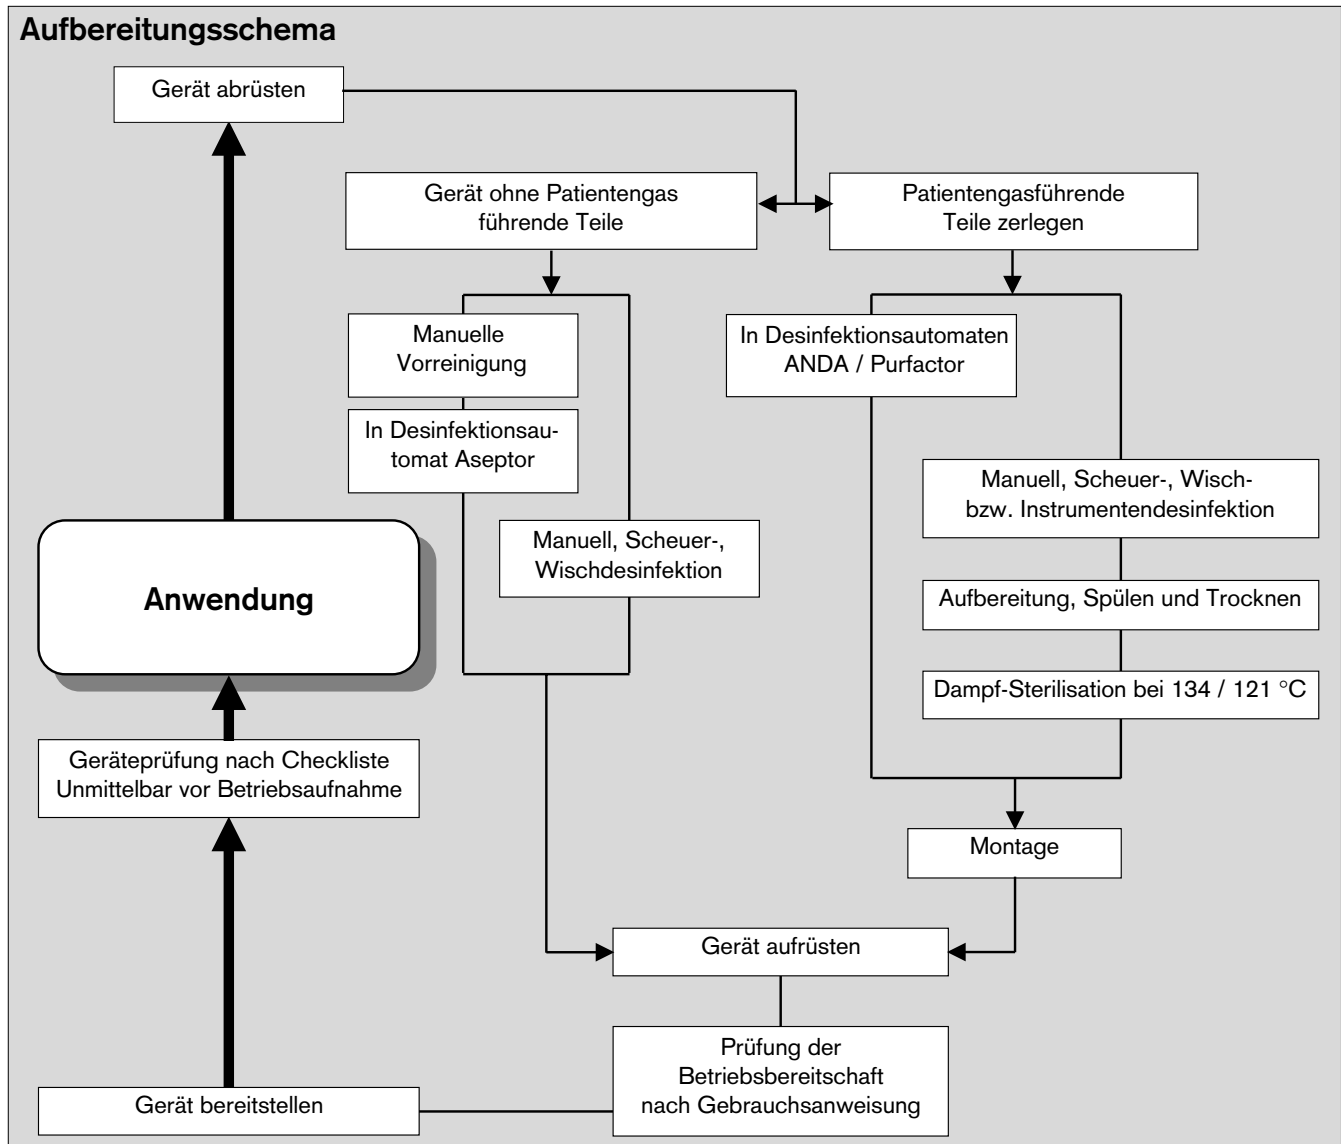 Aufbereitungsschema
Gerät abrüsten
Gerät ohne Patientengas
führende Teile
Patientengasführende
Teile zerlegen
Manuelle
Vorreinigung
In Desinfektionsau-
tomat Aseptor
Manuell, Scheuer-,
Wischdesinfektion
In Desinfektionsautomaten
ANDA / Purfactor
Manuell, Scheuer-, Wisch-
bzw. Instrumentendesinfektion
Aufbereitung, Spülen und Trocknen
Dampf-Sterilisation bei 134 / 121 °C
Montage
Gerät aufrüsten
Prüfung der
Betriebsbereitschaft
nach Gebrauchsanweisung
Gerät bereitstellen
Geräteprüfung nach Checkliste
Unmittelbar vor Betriebsaufnahme
Anwendung